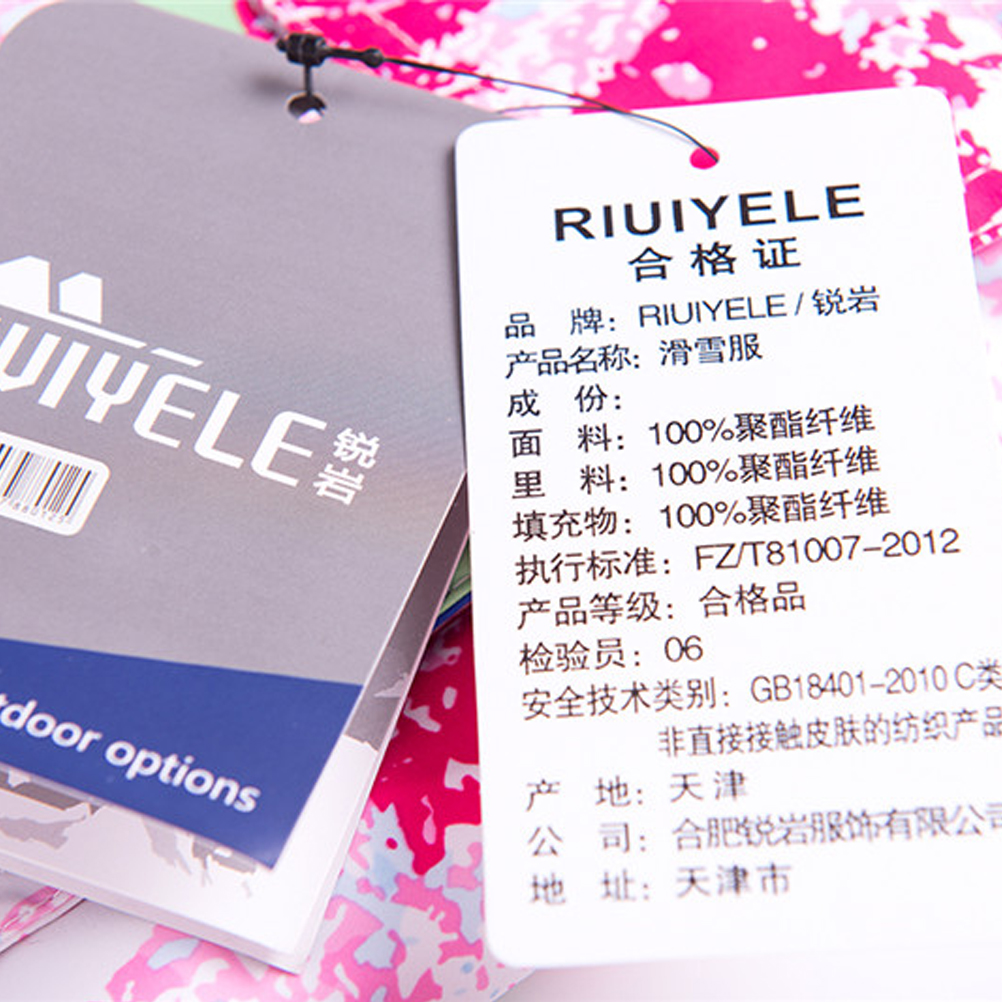 RIUIYELE
合格证
品 牌：RIUIYELE / 锐岩
产品名称：滑雪服
成 份：
面 料：100%聚酯纤维
里 料：100%聚酯纤维
填充物：100%聚酯纤维
执行标准：FZ/T81007-2012
产品等级：合格品
检验员：06
安全技术类别：GB18401-2010 C类
非直接接触皮肤的纺织产品
产 地：天津
公 司：合肥锐岩服饰有限公司
地 址：天津市
UIYELE
锐岩
tdoor options